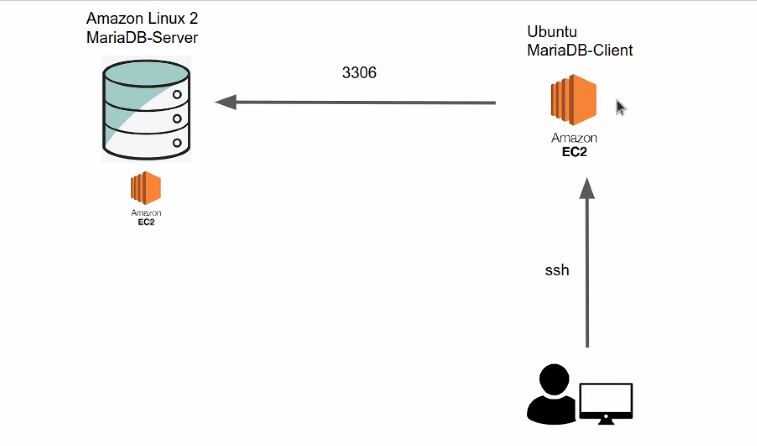 Amazon Linux 2
MariaDB-Server
Ubuntu
MariaDB-Client
3306
Amazon
EC2
Amazon
EC2
ssh